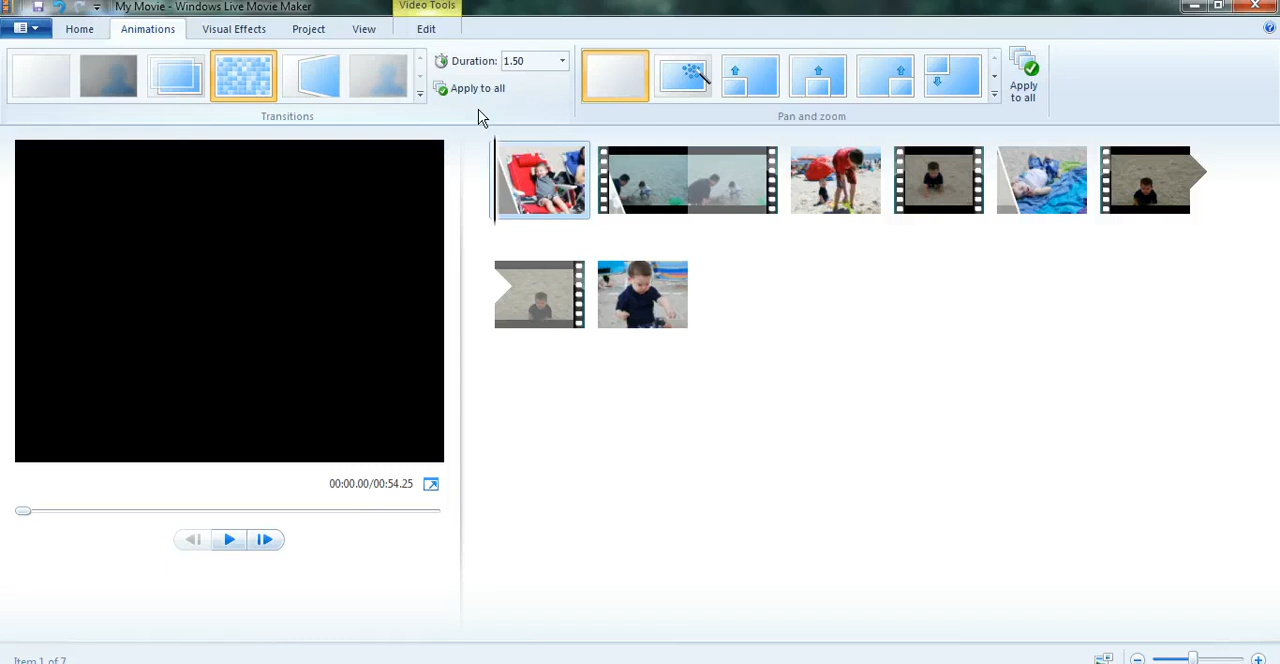 My Movie - Windows Live Movie Maker
Video Tools
Home
Animations
Visual Effects
Project
View
Edit
Duration:
1.50
Apply to all
Apply
to all
Transitions
Pan and zoom
00:00.00/00:54.25
Item 1 of 7